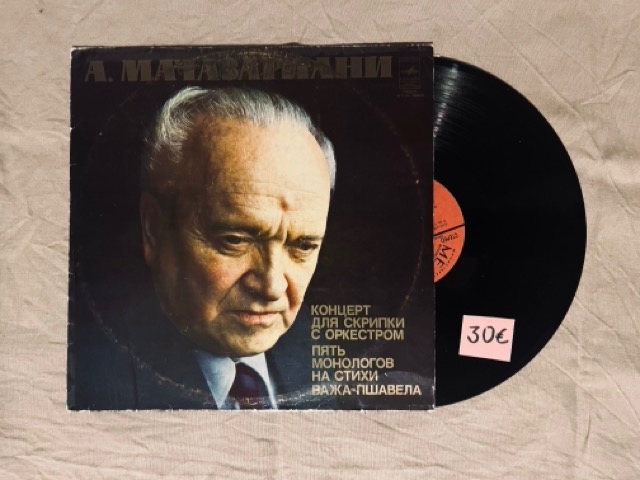 А. МАЧАВАРИАНИ
КОНЦЕРТ
ДЛЯ СКРИПКИ
С ОРКЕСТРОМ
ПЯТЬ
МОНОЛОГОВ
НА СТИХИ
ВАЖА-ПШАВЕЛА
30€